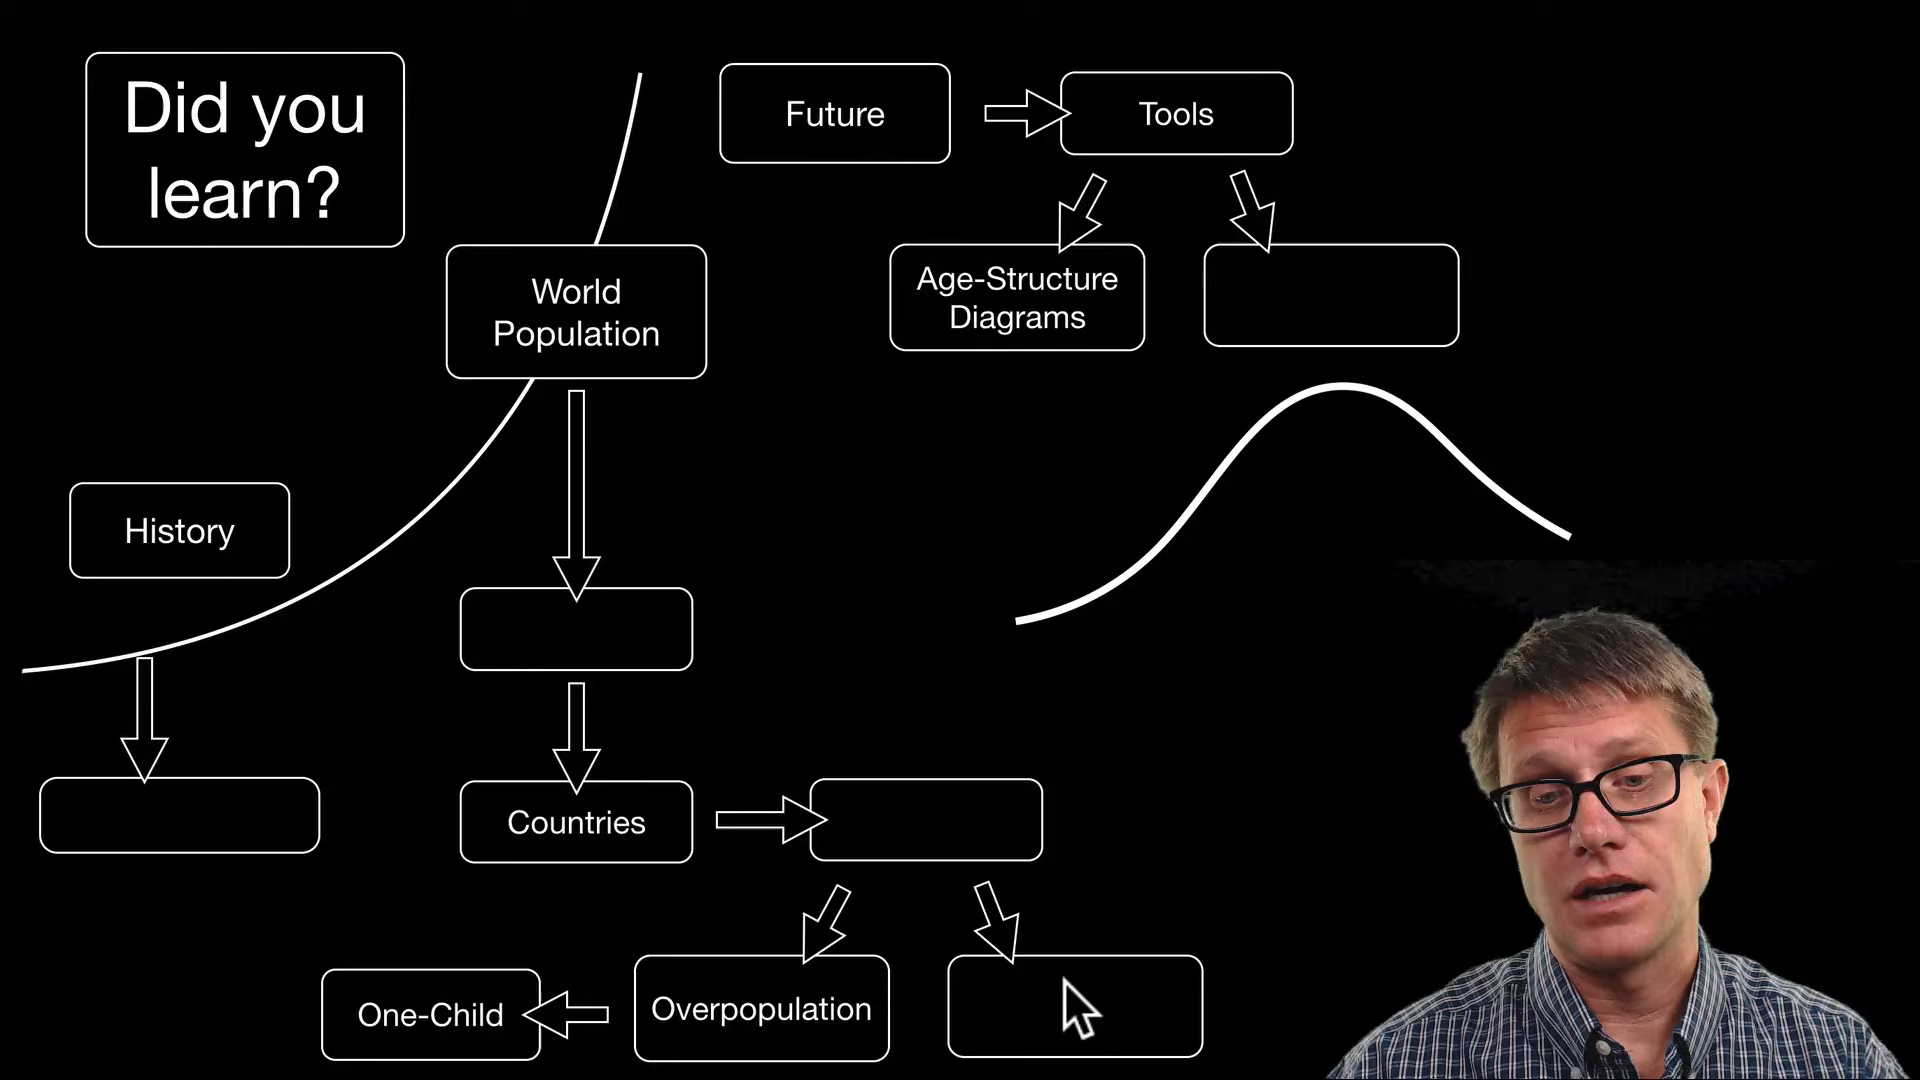 Did you
learn?
Future
Tools
Age-Structure
Diagrams
World
Population
History
Countries
One-Child
Overpopulation